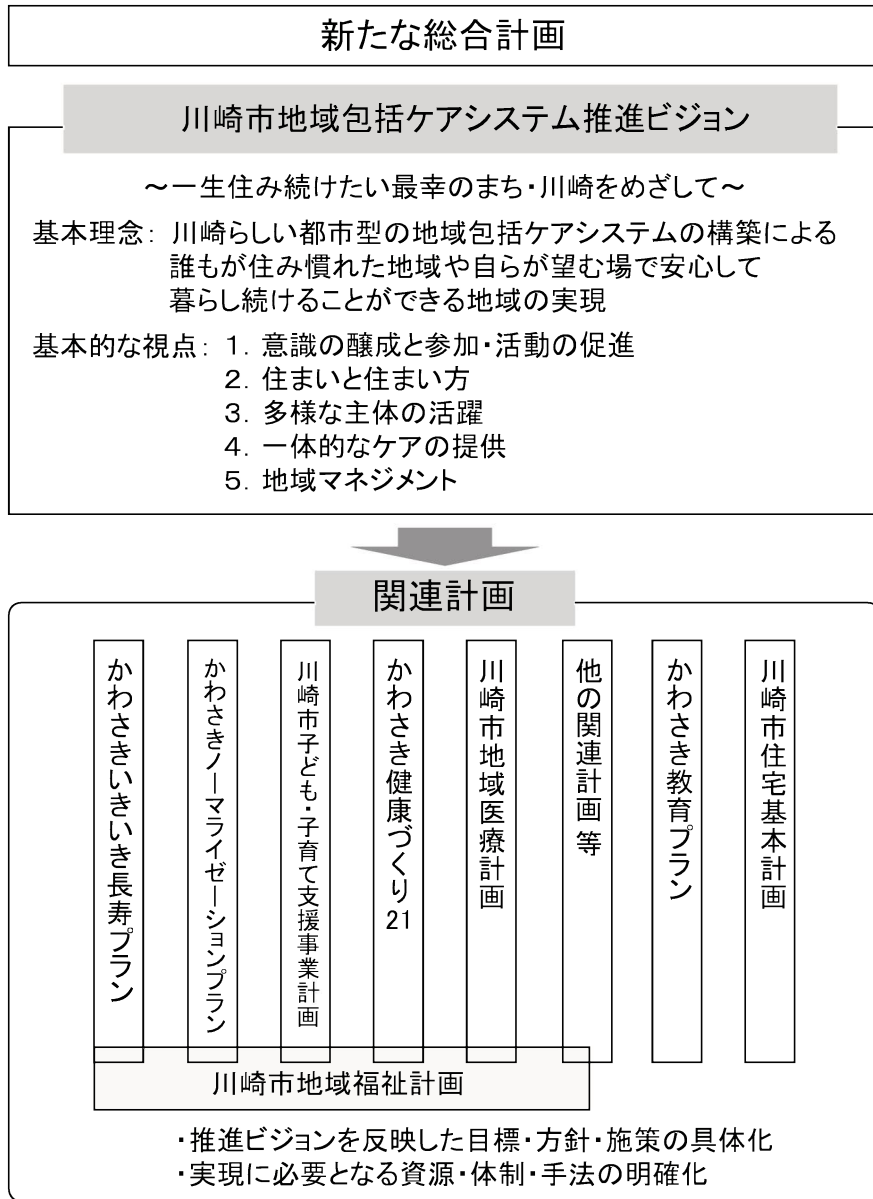 新たな総合計画
川崎市地域包括ケアシステム推進ビジョン
～一生住み続けたい最幸のまち・川崎をめざして～
基本理念： 川崎らしい都市型の地域包括ケアシステムの構築による
誰もが住み慣れた地域や自らが望む場で安心して
暮らし続けることができる地域の実現
基本的な視点： １．意識の醸成と参加・活動の促進
２．住まいと住まい方
３．多様な主体の活躍
４．一体的なケアの提供
５．地域マネジメント
関連計画
かわさきいきいき長寿プラン
かわさきノーマライゼーションプラン
川崎市子ども・子育て支援事業計画
かわさき健康づくり21
川崎市地域医療計画
他の関連計画 等
かわさき教育プラン
川崎市住宅基本計画
川崎市地域福祉計画
・推進ビジョンを反映した目標・方針・施策の具体化
・実現に必要となる資源・体制・手法の明確化